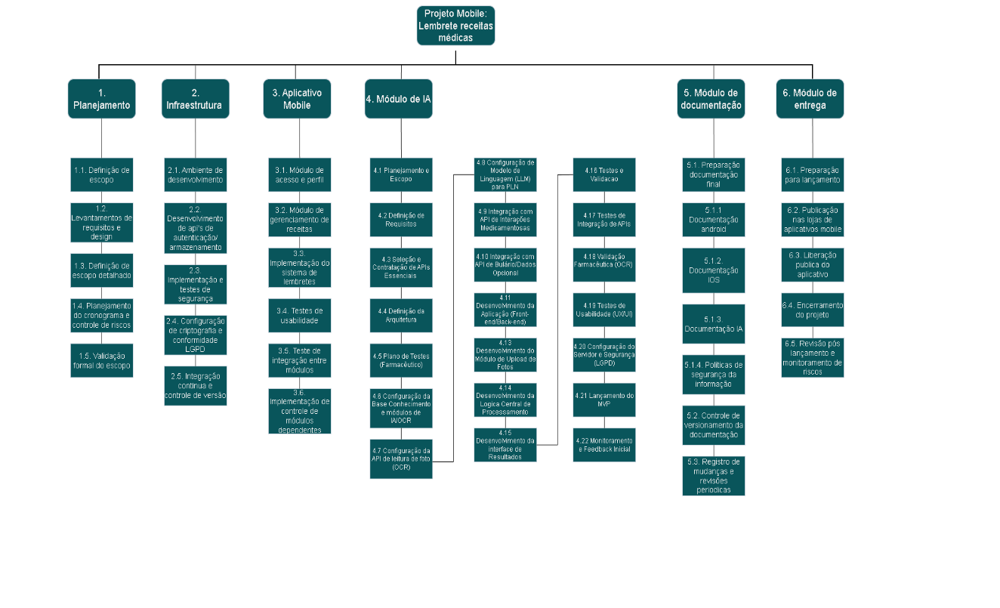 Projeto Mobile:
Lembrete receitas
médicas
1.
Planejamento
2.
Infraestrutura
3. Aplicativo
Mobile
4. Módulo de IA
5. Módulo de
documentação
6. Módulo de
entrega
1.1. Definição de
escopo
1.2.
Levantamentos de
requisitos e
design
1.3. Definição de
escopo detalhado
1.4. Planejamento
do cronograma e
controle de riscos
1.5. Validação
formal do escopo
2.1. Ambiente de
desenvolvimento
2.2.
Desenvolvimento
de api's de
autenticação/
armazenamento
2.3.
Implementação e
testes de
segurança
2.4. Configuração
de criptografia e
conformidade
LGPD
2.5. Integração
continua e
controle de versão
3.1. Módulo de
acesso e perfil
3.2. Módulo de
gerenciamento de
receitas
3.3.
Implementação do
sistema de
lembretes
3.4. Testes de
usabilidade
3.5. Teste de
integração entre
módulos
3.6.
Implementação de
controle de
módulos
dependentes
4.1 Planejamento e
Escopo
4.2 Definição de
Requisitos
4.3 Seleção e
Contratação de APIs
Essenciais
4.4 Definição da
Arquitetura
4.5 Plano de Testes
(Farmacêutico)
4.6 Configuração da
Base Conhecimento
e módulos de
IA/OCR
4.7 Configuração da
API de leitura de foto
(OCR)
4.8 Configuração de
Modelo de
Linguagem (LLM)
para PLN
4.9 Integração com
API de Interações
Medicamentosas
4.10 Integração com
API de Bulário/Dados
Opcional
4.11
Desenvolvimento da
Aplicação (Front-
end/Back-end)
4.13
Desenvolvimento do
Módulo de Upload de
Fotos
4.14
Desenvolvimento da
Logica Central de
Processamento
4.15
Desenvolvimento da
interface de
Resultados
4.16 Testes e
Validacao
4.17 Testes de
Integração de APIs
4.18 Validação
Farmacêutica (OCR)
4.19 Testes de
Usabilidade (UX/UI)
4.20 Configuração do
Servidor e Segurança
(LGPD)
4.21 Lançamento do
MVP
4.22 Monitoramento
e Feedback Inicial
5.1. Preparação
documentação
final
5.1.1
Documentação
android
5.1.2.
Documentação
IOS
5.1.3.
Documentação IA
5.1.4. Politicas de
segurança da
informação
5.2. Controle de
versionamento da
documentação
5.3. Registro de
mudanças e
revisões
periodicas
6.1. Preparação
para lançamento
6.2. Publicação
nas lojas de
aplicativos mobile
6.3. Liberação
publica do
aplicativo
6.4. Encerramento
do projeto
6.5. Revisão pós
lançamento e
monitoramento de
riscos